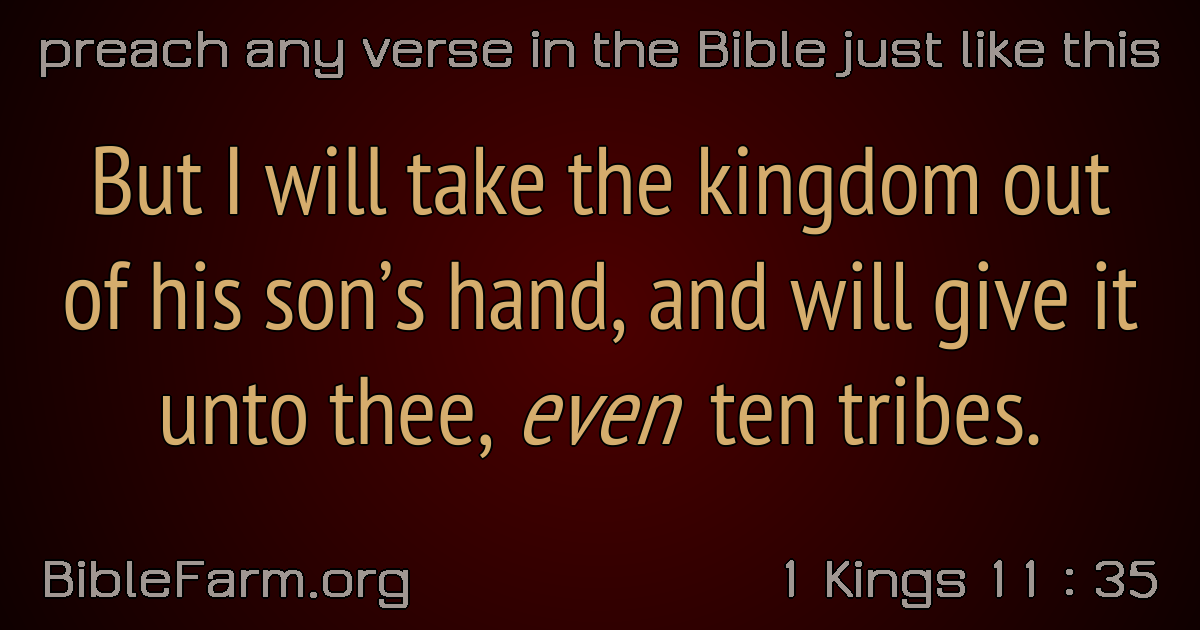 preach any verse in the Bible just like this
But I will take the kingdom out
of his son’s hand, and will give it
unto thee, even ten tribes.
BibleFarm.org
1 Kings 11 : 35